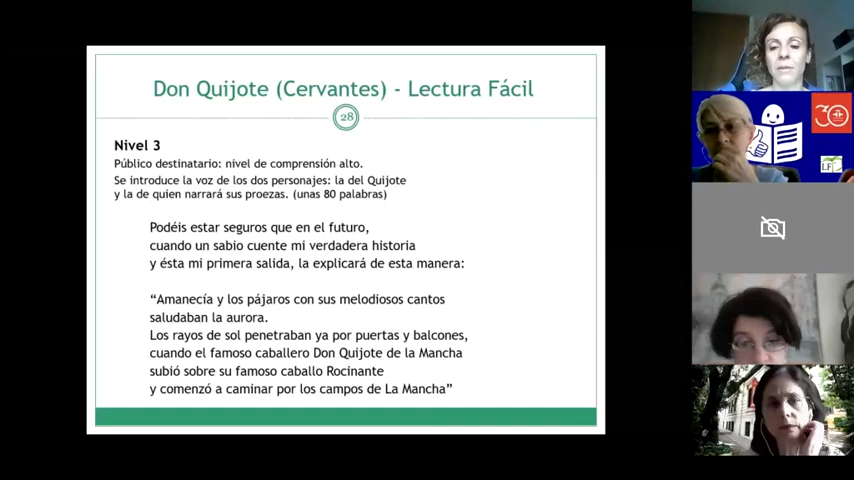 Don Quijote (Cervantes) - Lectura Fácil
28
Nivel 3
Público destinatario: nivel de comprensión alto.
Se introduce la voz de los dos personajes: la del Quijote
y la de quien narrará sus proezas. (unas 80 palabras)
Podéis estar seguros que en el futuro,
cuando un sabio cuente mi verdadera historia
y ésta mi primera salida, la explicará de esta manera:
“Amanecía y los pájaros con sus melodiosos cantos
saludaban la aurora.
Los rayos de sol penetraban ya por puertas y balcones,
cuando el famoso caballero Don Quijote de la Mancha
subió sobre su famoso caballo Rocinante
y comenzó a caminar por los campos de La Mancha”
30
LF